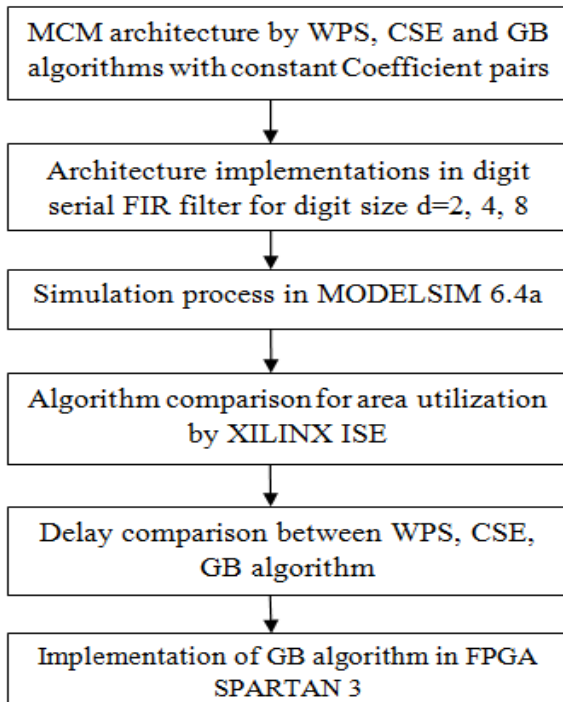 MCM architecture by WPS, CSE and GB
algorithms with constant Coefficient pairs
Architecture implementations in digit
serial FIR filter for digit size d=2, 4, 8
Simulation process in MODELSIM 6.4a
Algorithm comparison for area utilization
by XILINX ISE
Delay comparison between WPS, CSE,
GB algorithm
Implementation of GB algorithm in FPGA
SPARTAN 3